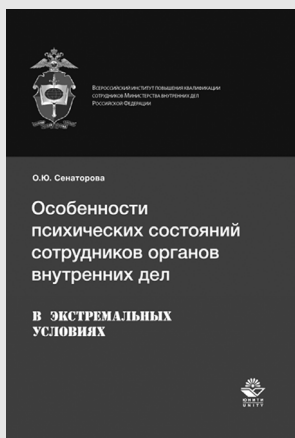 Всероссийский институт повышения квалификации
сотрудников Министерства внутренних дел
Российской Федерации
О.Ю. Сенаторова
Особенности
психических состояний
сотрудников органов
внутренних дел
В ЭКСТРЕМАЛЬНЫХ
УСЛОВИЯХ
ЮНИТИ
UNITY